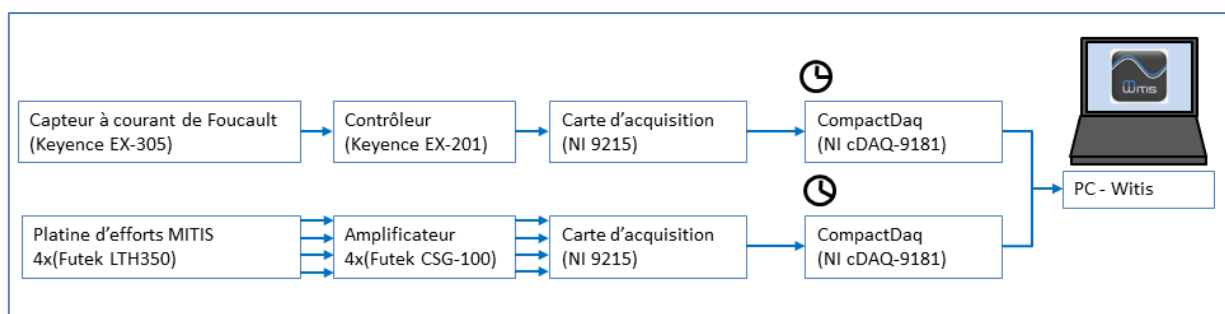 wmis
Capteur à courant de Foucault
(Keyence EX-305)
Contrôleur
(Keyence EX-201)
Carte d'acquisition
(NI 9215)
CompactDaq
(NI cDAQ-9181)
PC - Witis
Platine d'efforts MITIS
4x(Futek LTH350)
Amplificateur
4x(Futek CSG-100)
Carte d'acquisition
(NI 9215)
CompactDaq
(NI cDAQ-9181)